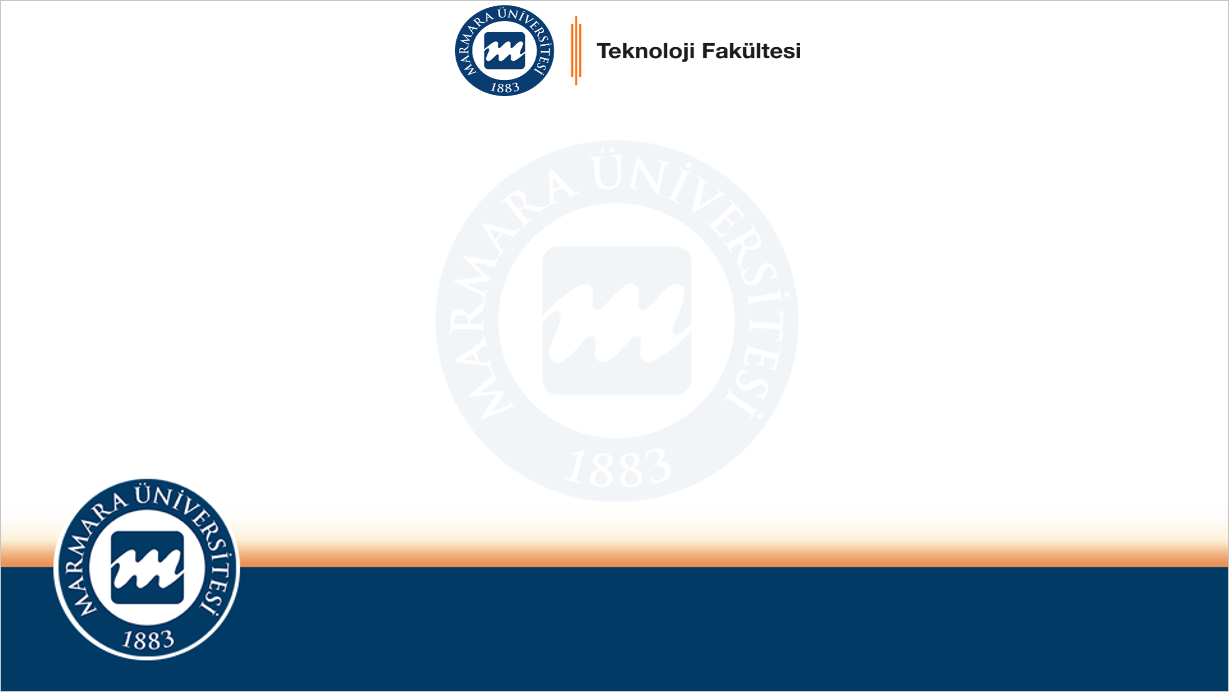 MARMARA ÜNİVERSİTESİ
1883
Teknoloji Fakültesi
MARMARA ÜNİVERSİTESİ
1883
MARMARA ÜNİVERSİTESİ
1883